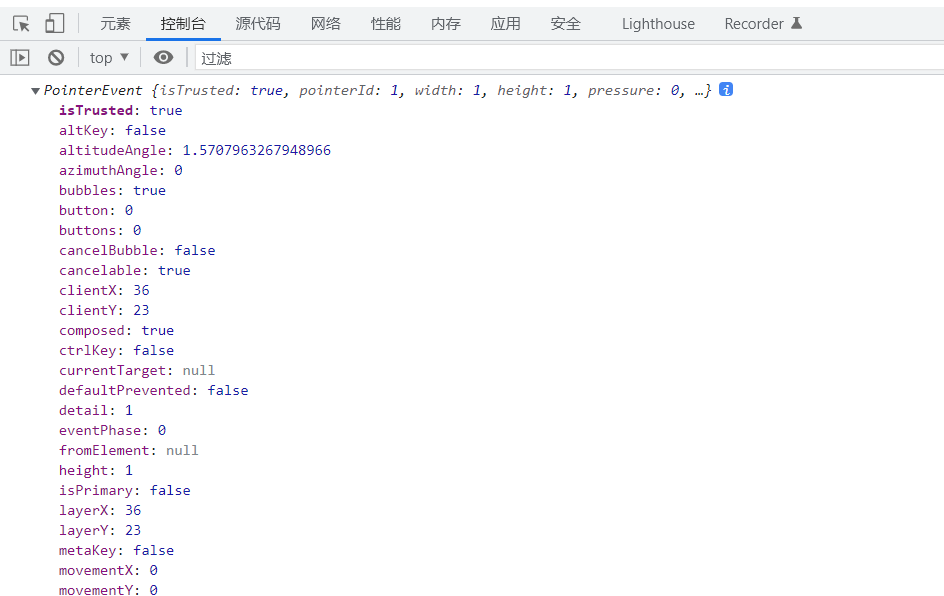 元素 控制台 源代码 网络 性能 内存 应用 安全 Lighthouse Recorder
top 过滤
PointerEvent {isTrusted: true, pointerId: 1, width: 1, height: 1, pressure: 0, …} i
isTrusted: true
altKey: false
altitudeAngle: 1.5707963267948966
azimuthAngle: 0
bubbles: true
button: 0
buttons: 0
cancelBubble: false
cancelable: true
clientX: 36
clientY: 23
composed: true
ctrlKey: false
currentTarget: null
defaultPrevented: false
detail: 1
eventPhase: 0
fromElement: null
height: 1
isPrimary: false
layerX: 36
layerY: 23
metaKey: false
movementX: 0
movementY: 0